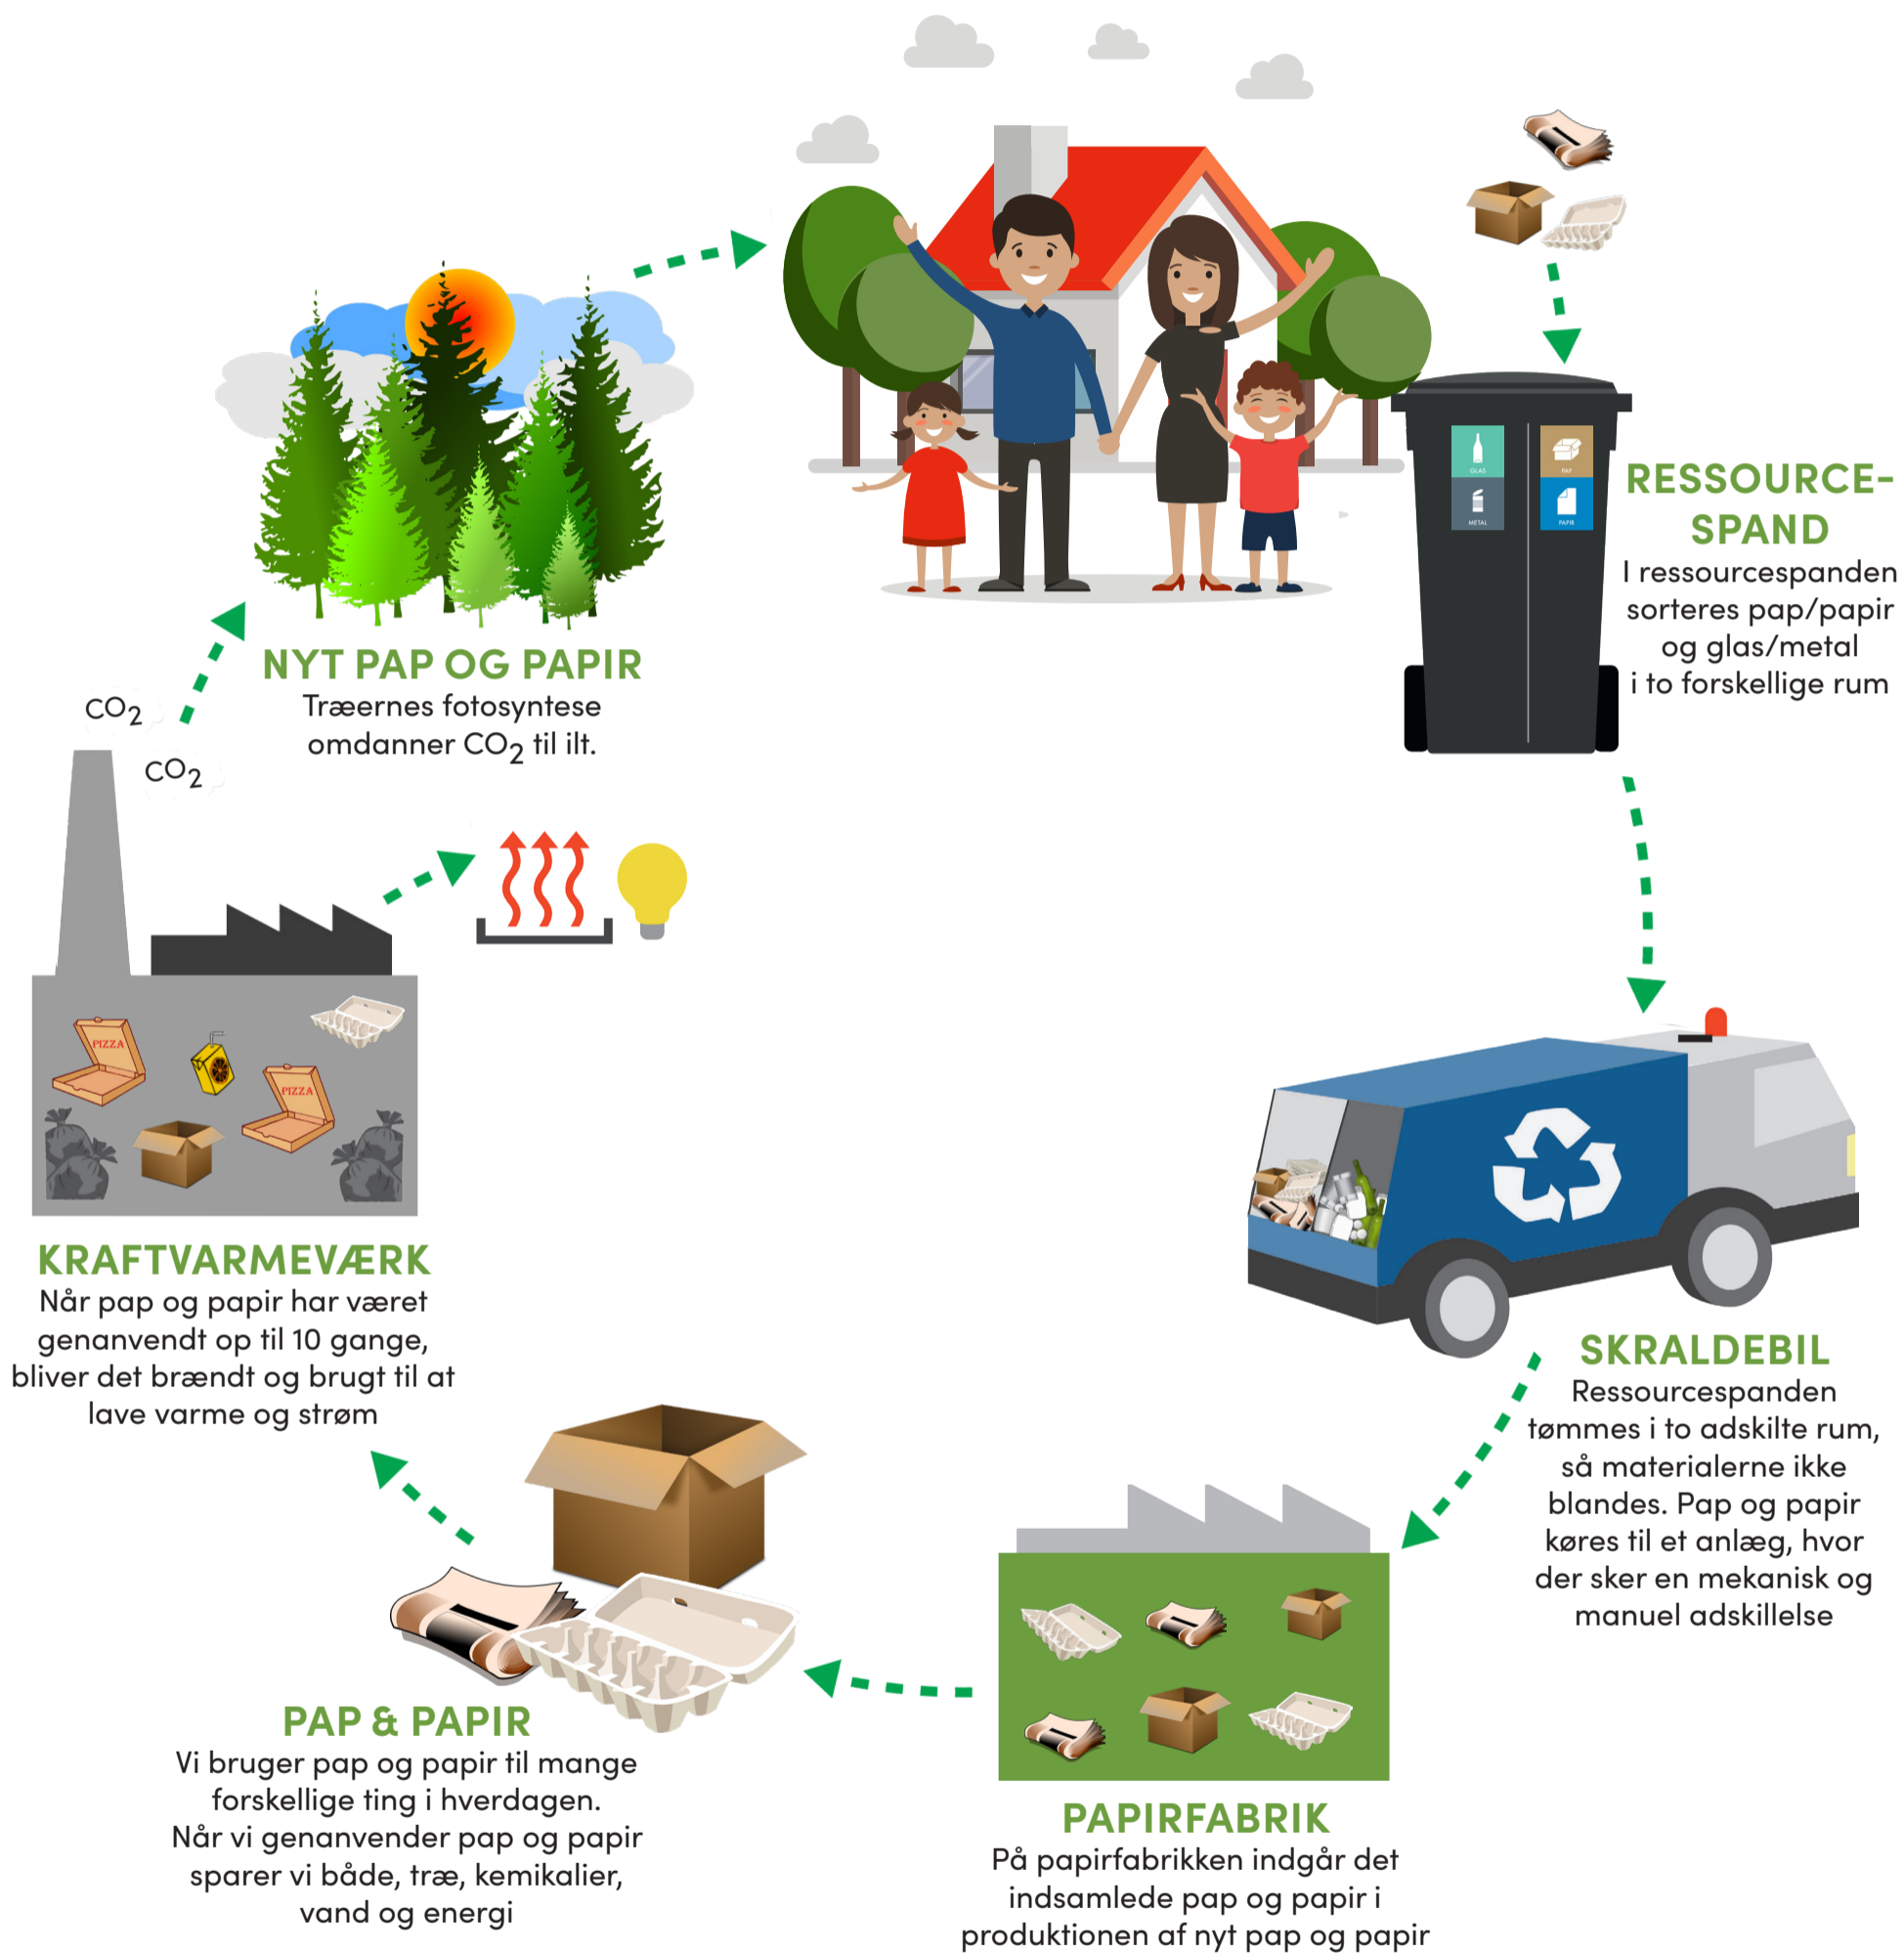 GLAS
PAP
METAL
PAPIR
RESSOURCE-
SPAND
I ressourcespanden
sorteres pap/papir
og glas/metal
i to forskellige rum
SKRALDEBIL
Ressourcespanden
tømmes i to adskilte rum,
så materialerne ikke
blandes. Pap og papir
køres til et anlæg, hvor
der sker en mekanisk og
manuel adskillelse
PAPIRFABRIK
På papirfabrikken indgår det
indsamlede pap og papir i
produktionen af nyt pap og papir
PAP & PAPIR
Vi bruger pap og papir til mange
forskellige ting i hverdagen.
Når vi genanvender pap og papir
sparer vi både, træ, kemikalier,
vand og energi
PIZZA
PIZZA
KRAFTVARMEVÆRK
Når pap og papir har været
genanvendt op til 10 gange,
bliver det brændt og brugt til at
lave varme og strøm
CO₂
CO₂
NYT PAP OG PAPIR
Træernes fotosyntese
omdanner CO₂ til ilt.